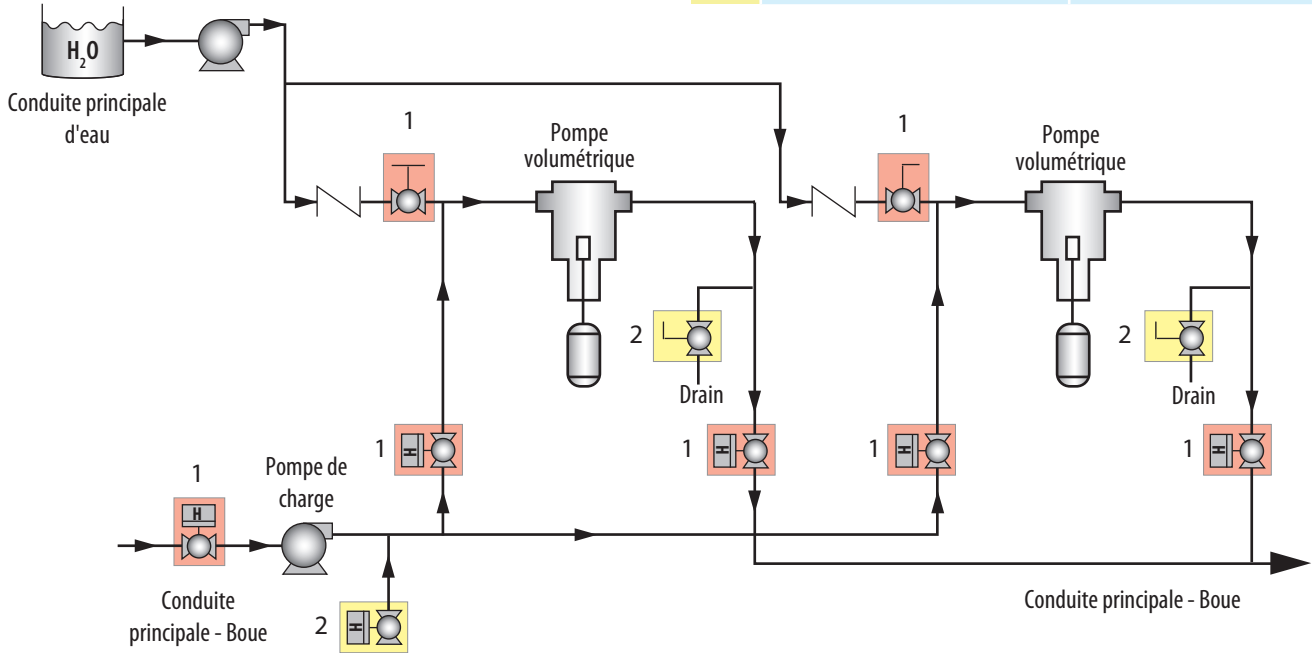 H₂O
Conduite principale
d'eau
1
Pompe
volumétrique
1
Pompe
volumétrique
2
Drain
2
Drain
1
1
1
1
1
H
H
H
H
Pompe de
charge
H
Conduite
principale - Boue
2
H
Conduite principale - Boue